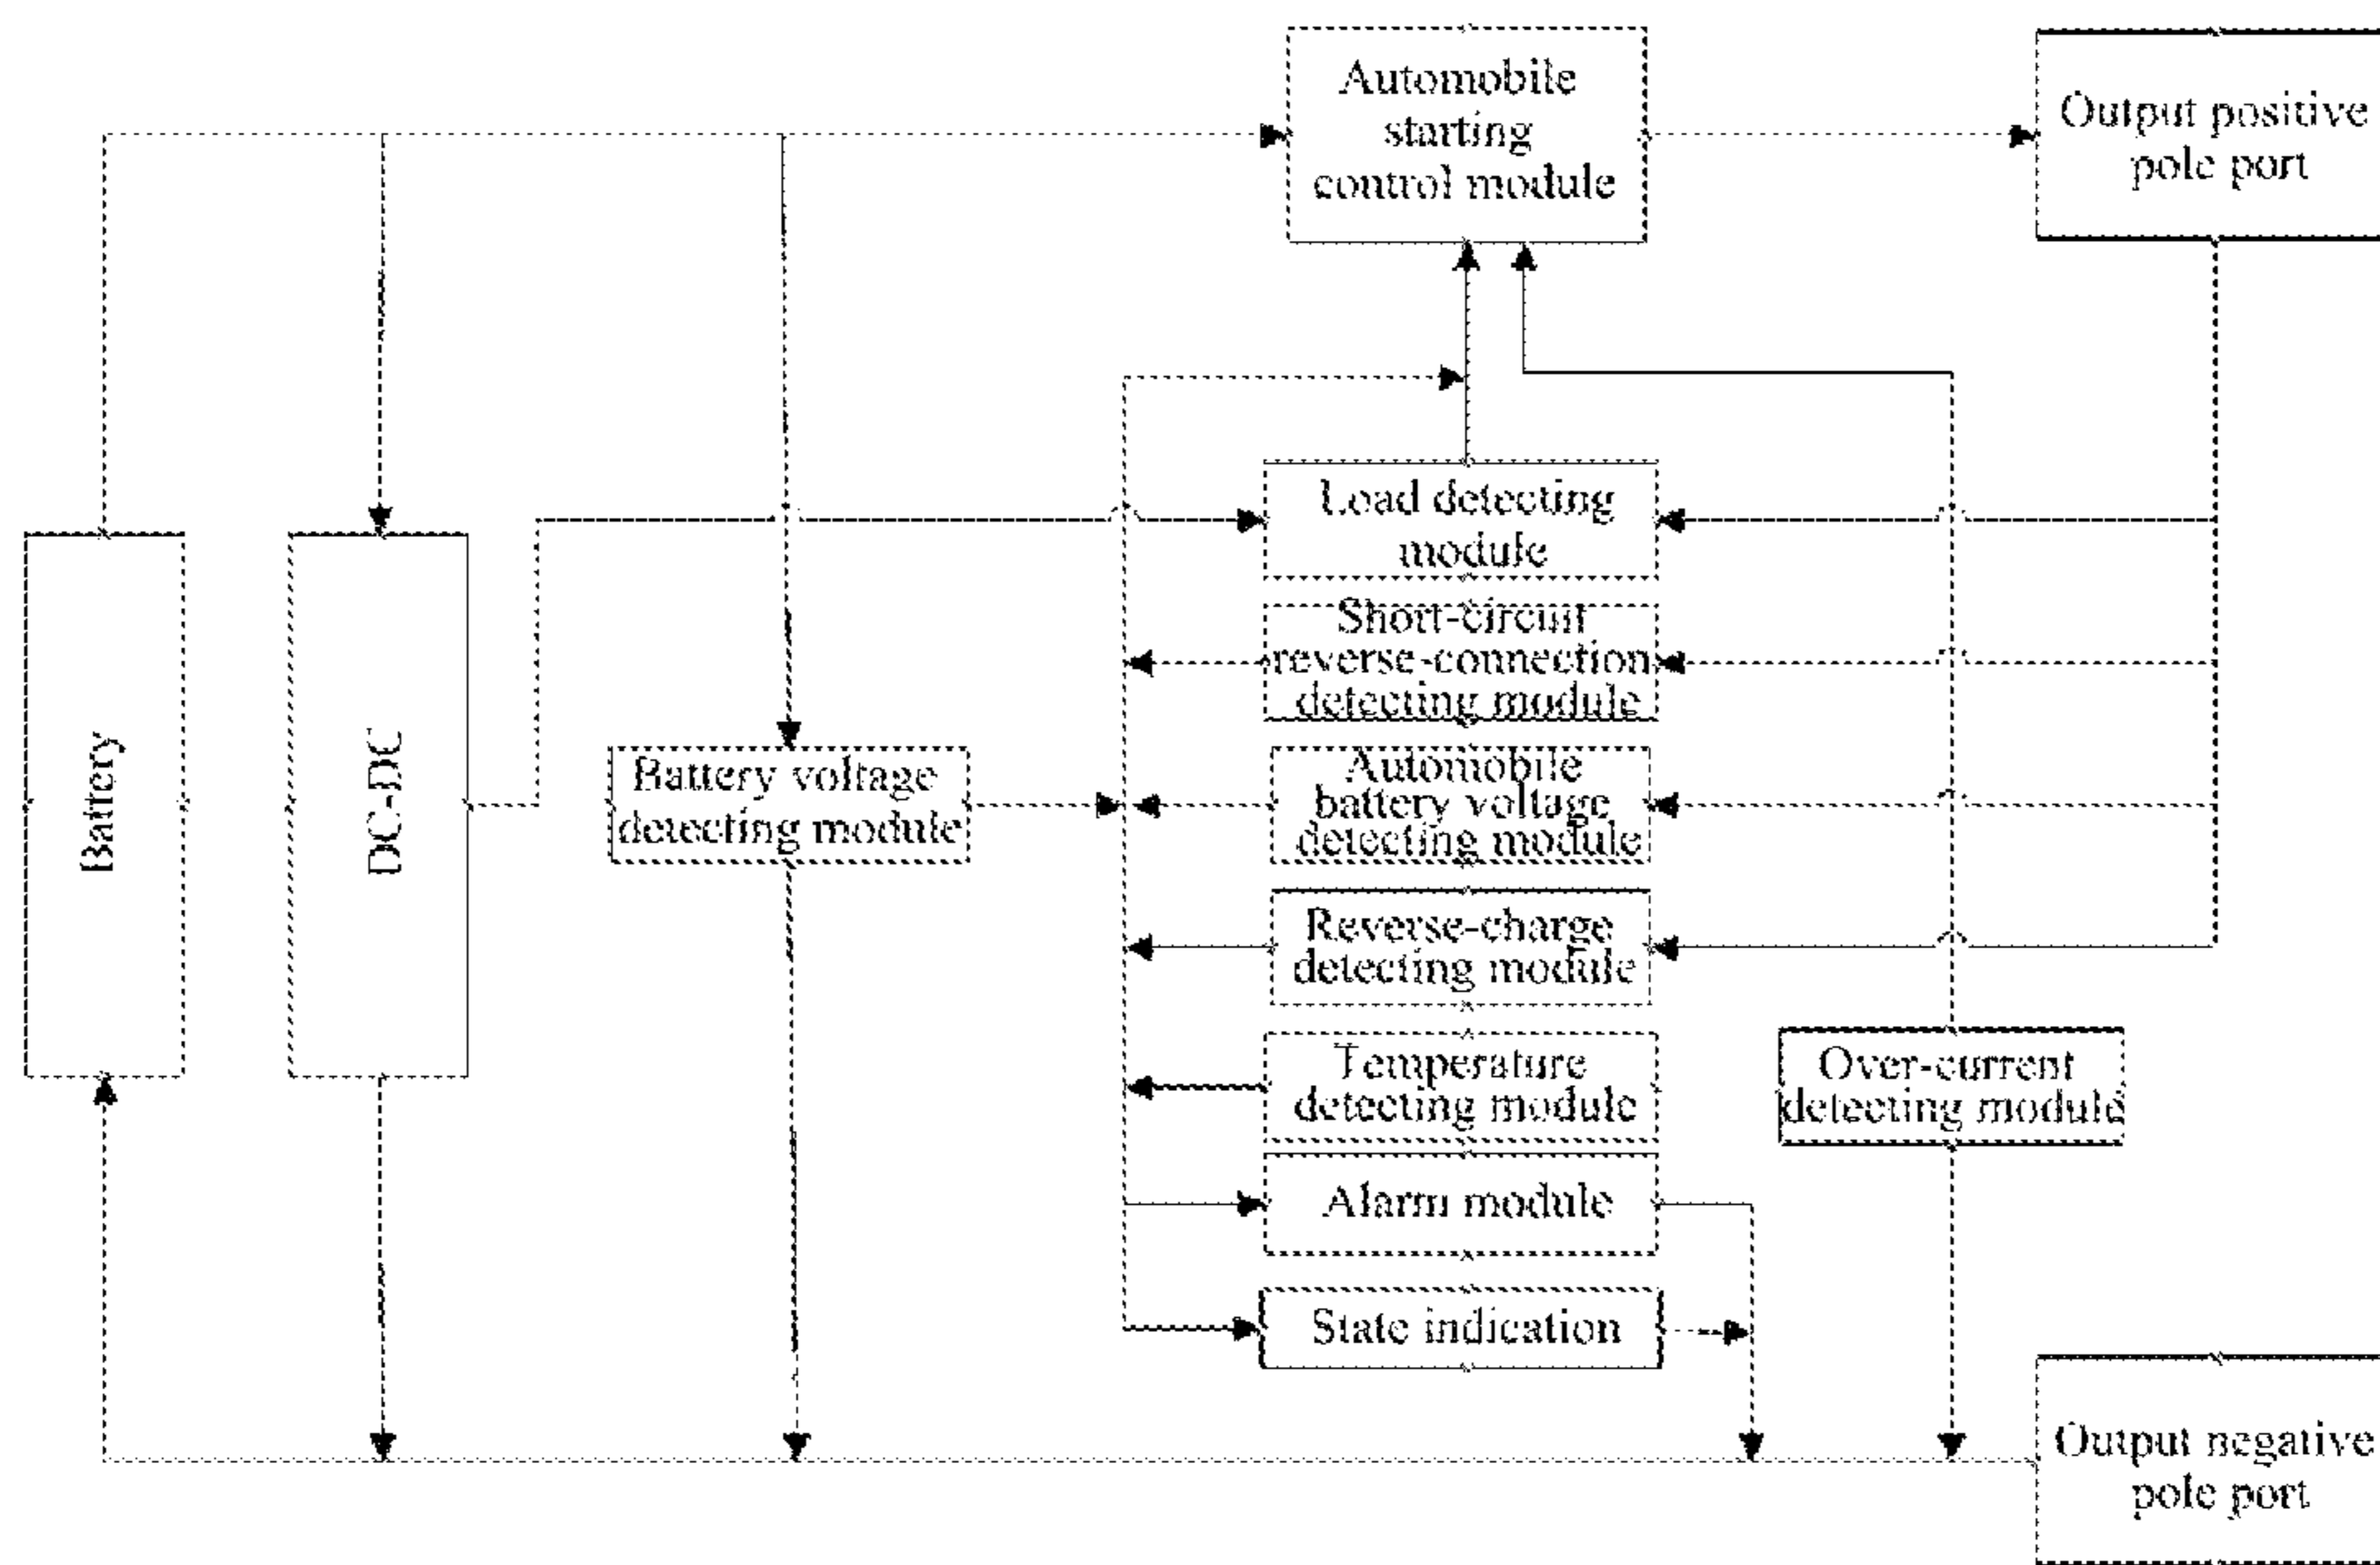 Automobile
starting
control module
Output positive
pole port
Load detecting
module
Short-circuit
reverse-connection
detecting module
Battery
DC-DC
Battery voltage
detecting module
Automobile
battery voltage
detecting module
Reverse-charge
detecting module
Temperature
detecting module
Over-current
detecting module
Alarm module
State indication
Output negative
pole port